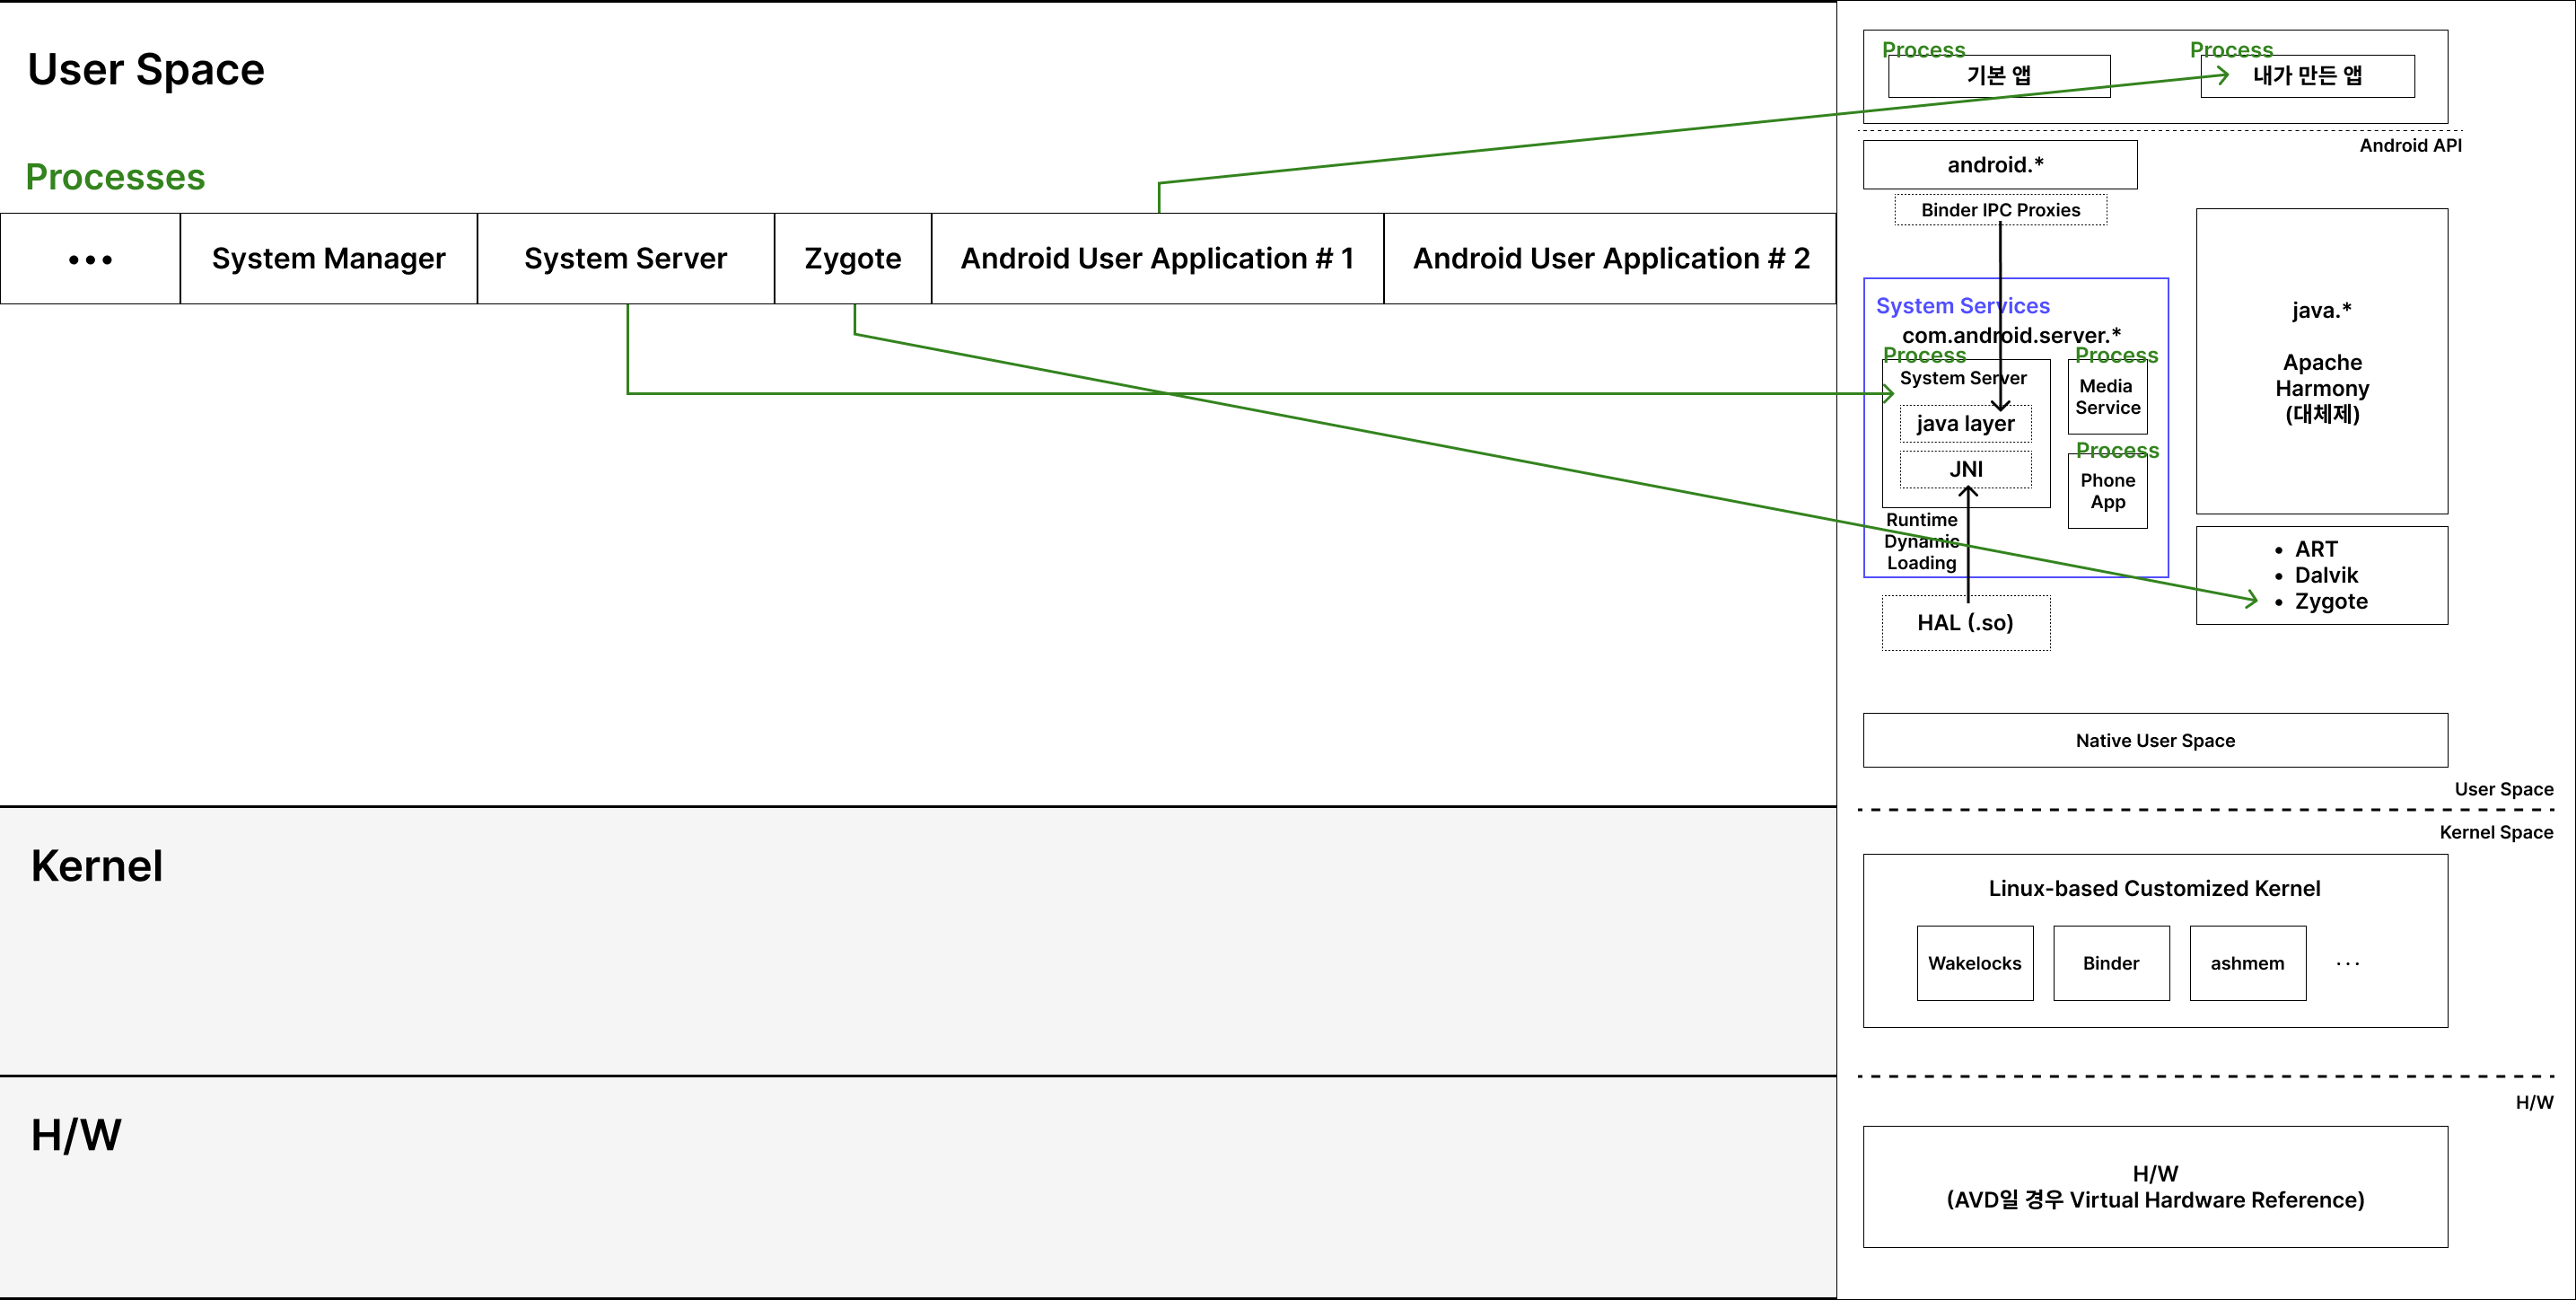 User Space
Processes
•••
System Manager
System Server
Zygote
Android User Application # 1
Android User Application # 2
Kernel
H/W
Process
기본 앱
Process
내가 만든 앱
Android API
android.*
Binder IPC Proxies
System Services
com.android.server.*
Process
System Server
java layer
JNI
Process
Media
Service
Process
Phone
App
Runtime
Dynamic
Loading
HAL (.so)
java.*
Apache
Harmony
(대체제)
• ART
• Dalvik
• Zygote
Native User Space
User Space
Kernel Space
Linux-based Customized Kernel
Wakelocks
Binder
ashmem
...
H/W
H/W
(AVD일 경우 Virtual Hardware Reference)